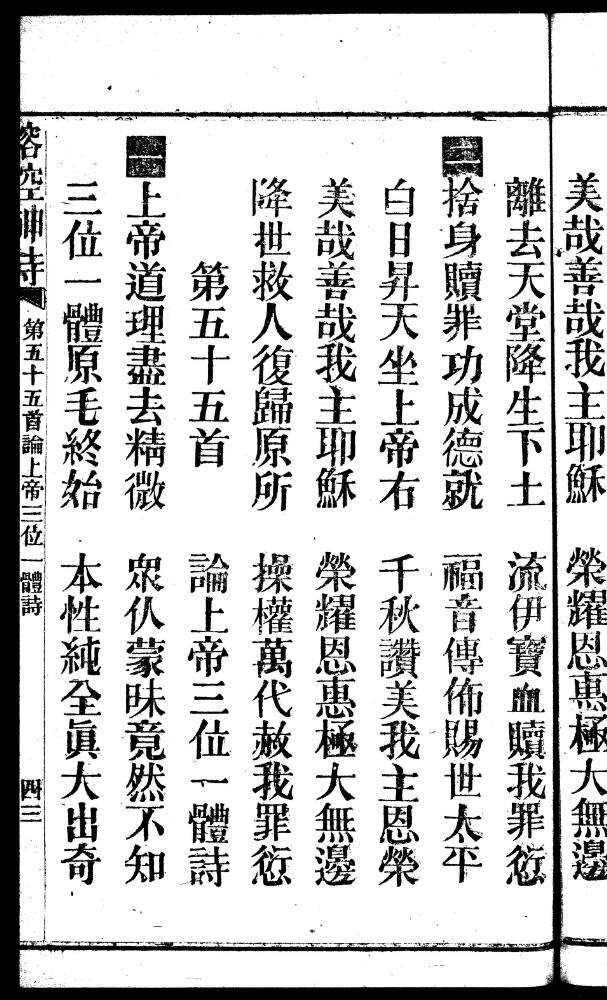 美哉善哉我主耶穌 榮耀恩惠極大無邊
離去天堂降生下土 流伊寶血贖我罪愆
二 捨身贖罪功成德就 福音傳佈賜世太平
白日昇天坐上帝右 千秋讚美我主恩榮
美哉善哉我主耶穌 榮耀恩惠極大無邊
降世救人復歸原所 操權萬代赦我罪愆
第五十五首 論上帝三位一體詩
一 上帝道理盡去精微 眾仈蒙昧竟然不知
三位一體原毛終始 本性純全眞大出奇
神詩 第五十五首論上帝三位一體詩 四三